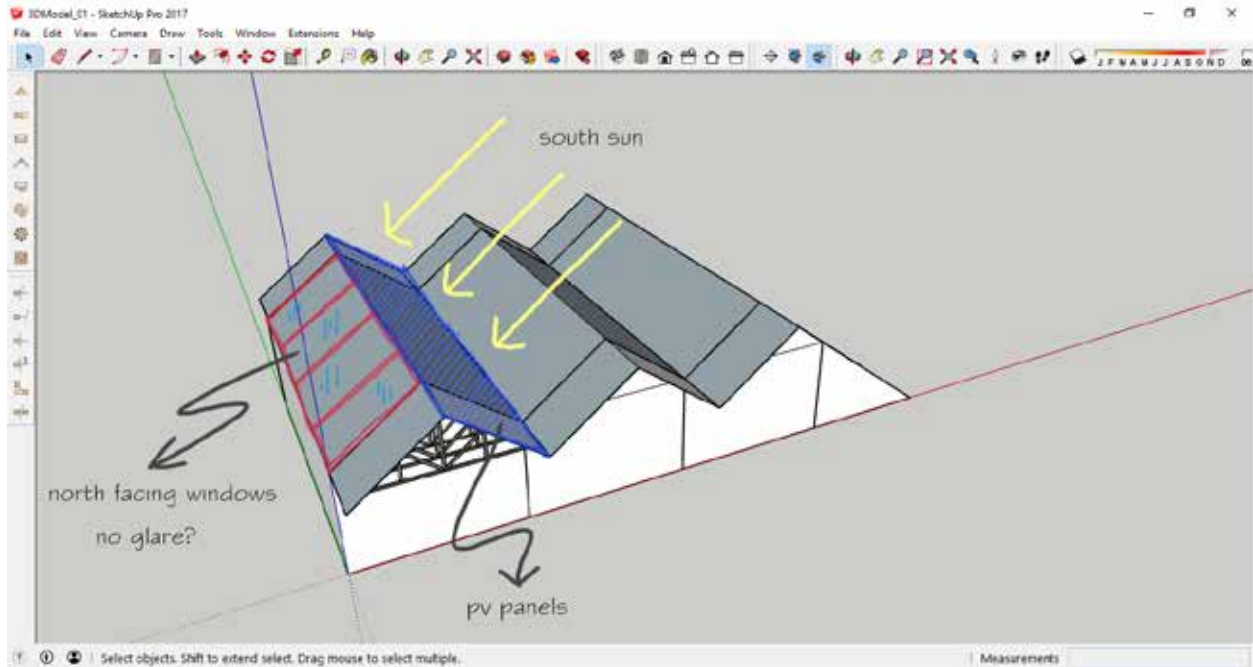 3DModel_01 - SketchUp Pro 2017
File Edit View Camera Draw Tools Window Extensions Help
J F M A M J J A S O N D
south sun
north facing windows
no glare?
pv panels
Select objects. Shift to extend select. Drag mouse to select multiple.
Measurements